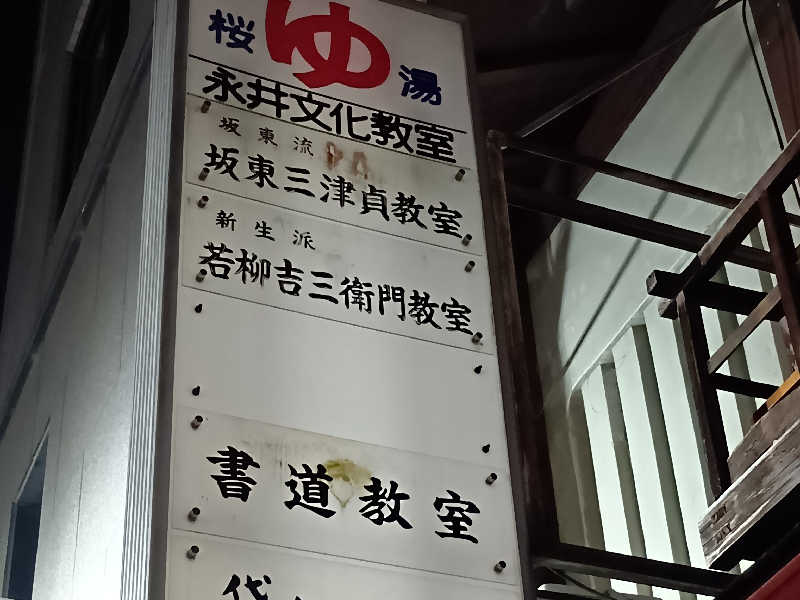 桜 ゆ 湯
永井文化教室
坂東流
坂東三津貞教室
新生派
若柳吉三衛門教室
書道教室
代